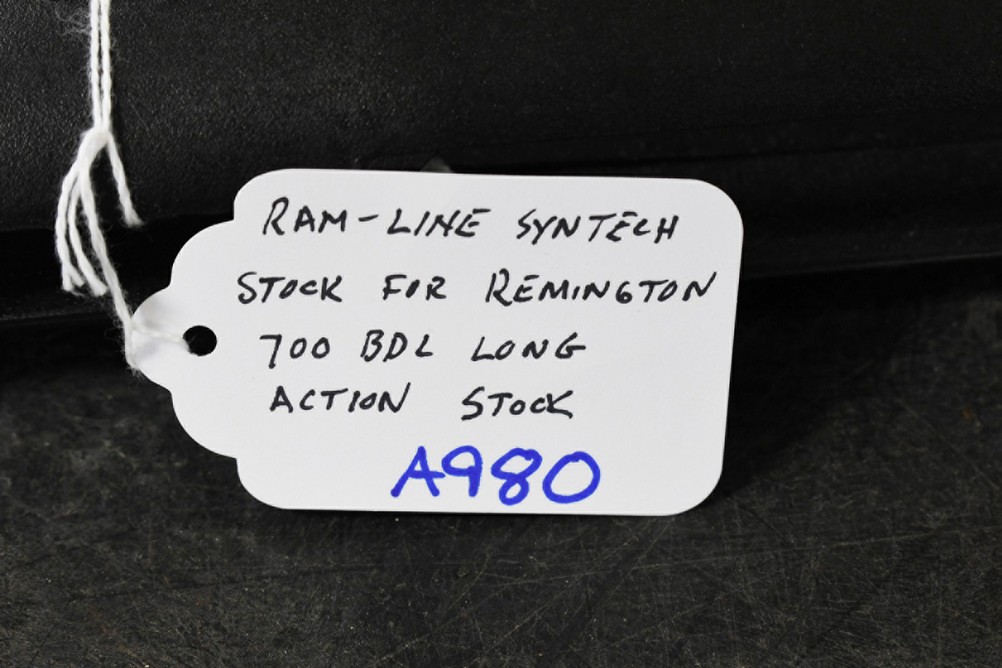 RAM-LINE SYNTECH
STOCK FOR REMINGTON
700 BDL LONG
ACTION STOCK
A980